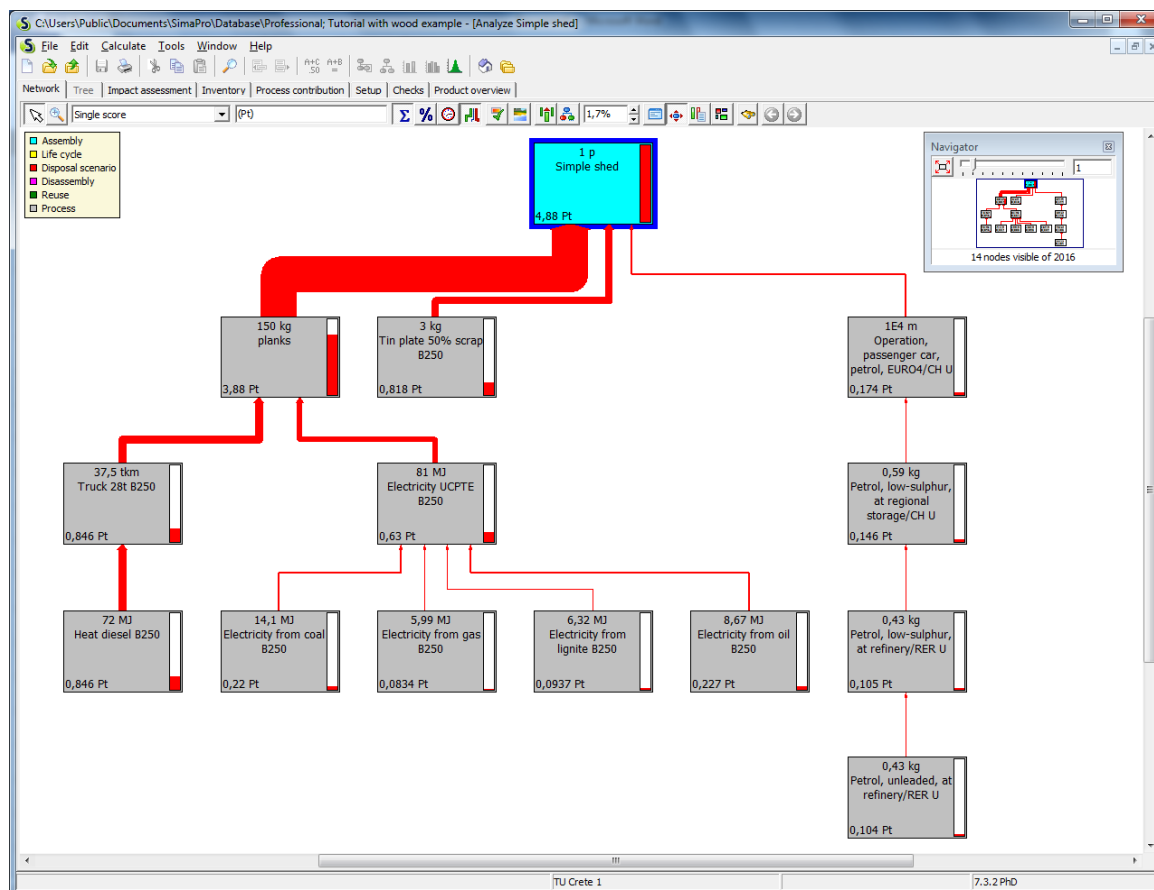 C:\Users\Public\Documents\SimaPro\Database\Professional; Tutorial with wood example - [Analyze Simple shed]
File Edit Calculate Tools Window Help
Network Tree Impact assessment Inventory Process contribution Setup Checks Product overview
Single score (Pt) Σ % 1,7%
Assembly
Life cycle
Disposal scenario
Disassembly
Reuse
Process
1 p
Simple shed
4,88 Pt
Navigator
1
14 nodes visible of 2016
150 kg
planks
3,88 Pt
3 kg
Tin plate 50% scrap
B250
0,818 Pt
1E4 m
Operation,
passenger car,
petrol, EURO4/CH U
0,174 Pt
37,5 tkm
Truck 28t B250
0,846 Pt
81 MJ
Electricity UCPTE
B250
0,63 Pt
0,59 kg
Petrol, low-sulphur,
at regional
storage/CH U
0,146 Pt
72 MJ
Heat diesel B250
0,846 Pt
14,1 MJ
Electricity from coal
B250
0,22 Pt
5,99 MJ
Electricity from gas
B250
0,0834 Pt
6,32 MJ
Electricity from
lignite B250
0,0937 Pt
8,67 MJ
Electricity from oil
B250
0,227 Pt
0,43 kg
Petrol, low-sulphur,
at refinery/RER U
0,105 Pt
0,43 kg
Petrol, unleaded, at
refinery/RER U
0,104 Pt
TU Crete 1
7.3.2 PhD